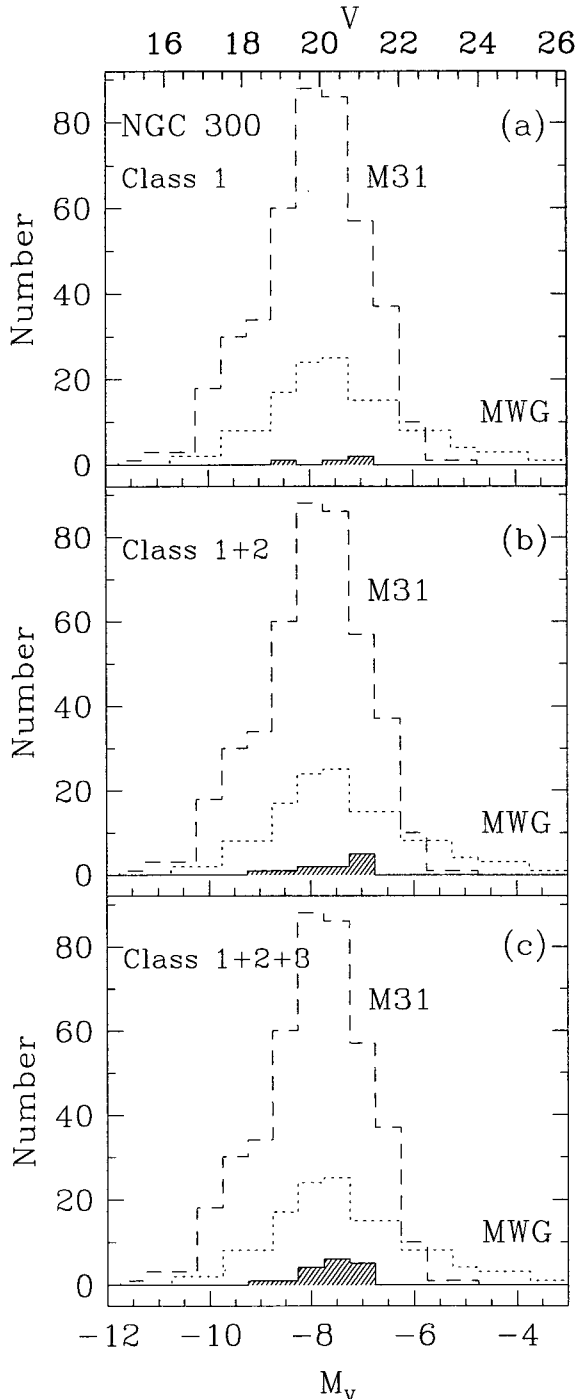 V
16 18 20 22 24 26
NGC 300
(a)
Class 1
M31
MWG
Number
80
60
40
20
0
Class 1+2
(b)
M31
MWG
Number
80
60
40
20
0
Class 1+2+3
(c)
M31
MWG
Number
80
60
40
20
0
−12 −10 −8 −6 −4
M_v